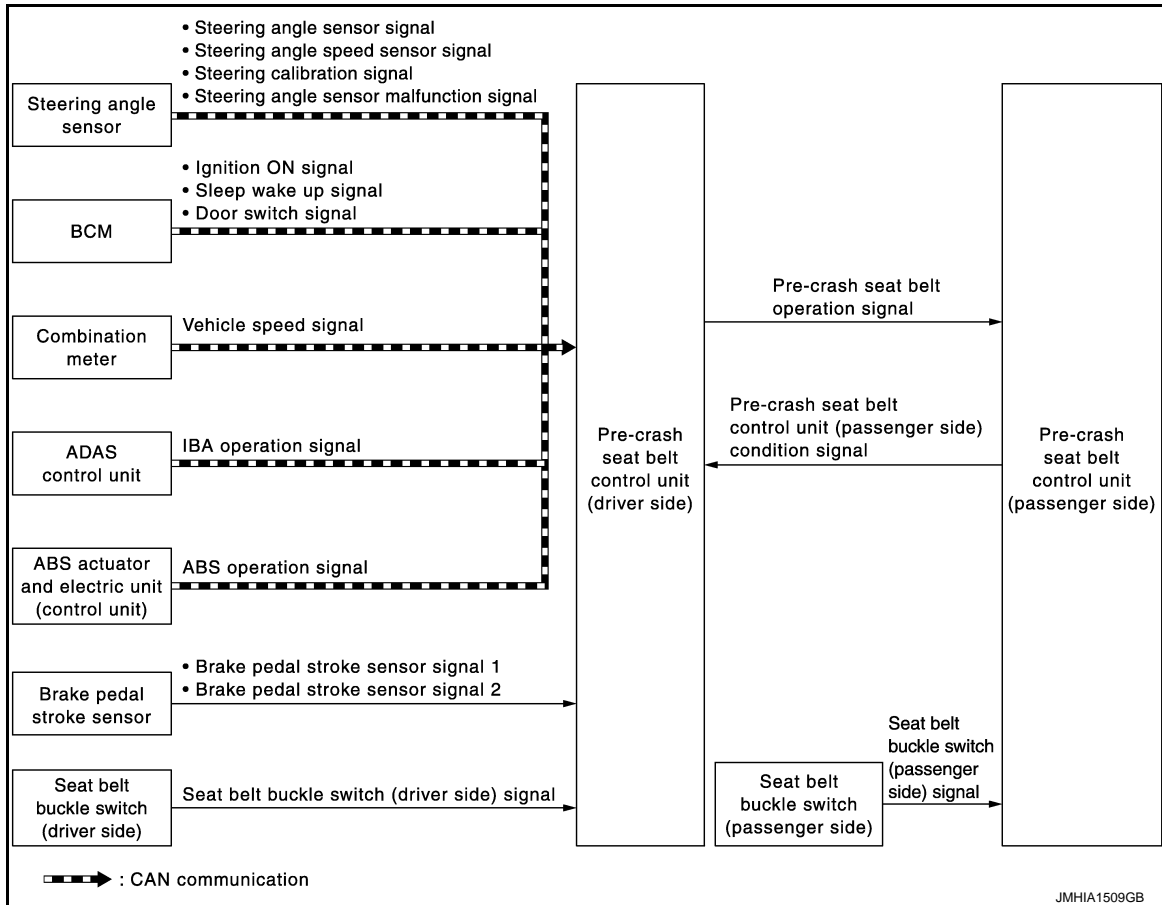 • Steering angle sensor signal
• Steering angle speed sensor signal
• Steering calibration signal
• Steering angle sensor malfunction signal
Steering angle
sensor
• Ignition ON signal
• Sleep wake up signal
• Door switch signal
BCM
Vehicle speed signal
Combination
meter
IBA operation signal
ADAS
control unit
ABS operation signal
ABS actuator
and electric unit
(control unit)
• Brake pedal stroke sensor signal 1
• Brake pedal stroke sensor signal 2
Brake pedal
stroke sensor
Seat belt
buckle switch
(driver side)
Seat belt buckle switch (driver side) signal
Pre-crash
seat belt
control unit
(driver side)
Pre-crash seat belt
operation signal
Pre-crash seat belt
control unit (passenger side)
condition signal
Pre-crash
seat belt
control unit
(passenger side)
Seat belt
buckle switch
(passenger side)
Seat belt
buckle switch
(passenger
side) signal
: CAN communication
JMHIA1509GB